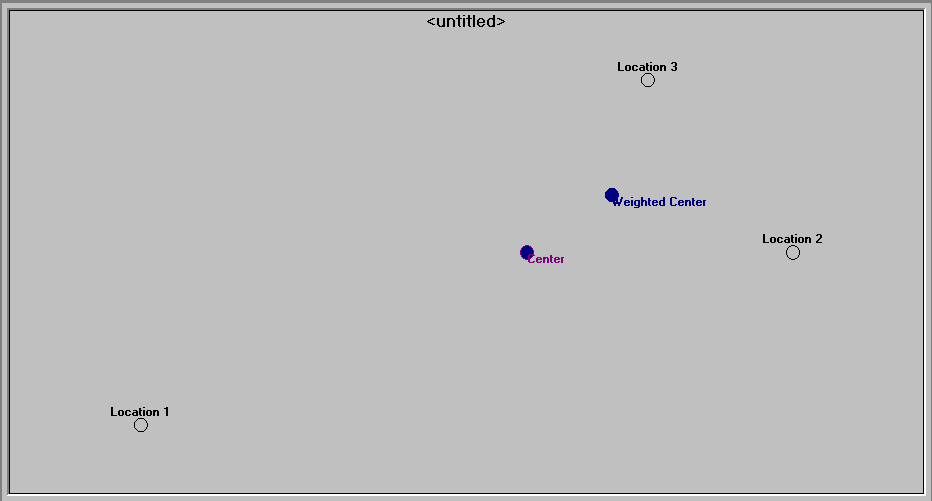 <untitled>
Location 3
Weighted Center
Location 2
Center
Location 1